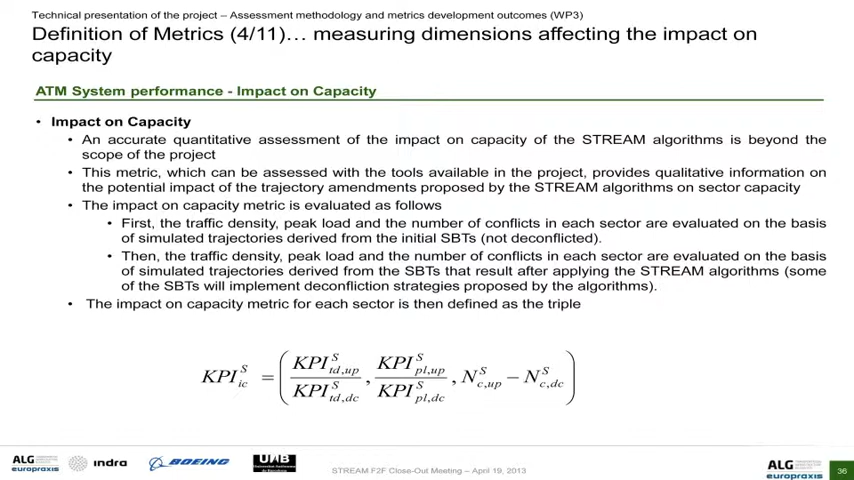 Technical presentation of the project – Assessment methodology and metrics development outcomes (WP3)
Definition of Metrics (4/11)… measuring dimensions affecting the impact on
capacity
ATM System performance - Impact on Capacity
• Impact on Capacity
• An accurate quantitative assessment of the impact on capacity of the STREAM algorithms is beyond the
scope of the project
• This metric, which can be assessed with the tools available in the project, provides qualitative information on
the potential impact of the trajectory amendments proposed by the STREAM algorithms on sector capacity
• The impact on capacity metric is evaluated as follows
• First, the traffic density, peak load and the number of conflicts in each sector are evaluated on the basis
of simulated trajectories derived from the initial SBTs (not deconflicted).
• Then, the traffic density, peak load and the number of conflicts in each sector are evaluated on the basis
of simulated trajectories derived from the SBTs that result after applying the STREAM algorithms (some
of the SBTs will implement deconfliction strategies proposed by the algorithms).
• The impact on capacity metric for each sector is then defined as the triple
KPI_{ic}^{S} = ( KPI_{td,up}^{S} / KPI_{td,dc}^{S} , KPI_{pl,up}^{S} / KPI_{pl,dc}^{S} , N_{c,up}^{S} − N_{c,dc}^{S} )
ALG europraxis indra BOEING UAB
STREAM F2F Close-Out Meeting – April 19, 2013
ALG europraxis
36